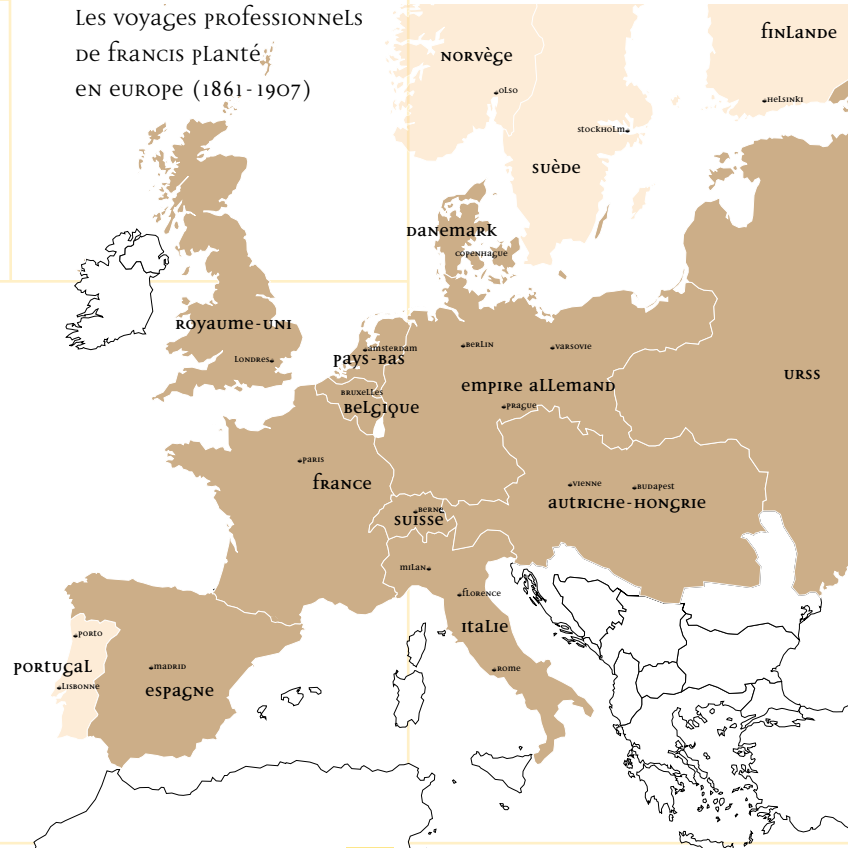 Les voyages professionnels
de Francis Planté
en Europe (1861-1907)
Finlande
Norvège
Olso
Helsinki
Stockholm
Suède
Danemark
Copenhague
Royaume-Uni
Londres
Amsterdam
Pays-Bas
Berlin
Varsovie
URSS
Empire Allemand
Bruxelles
Belgique
Prague
Paris
France
Vienne
Budapest
Autriche-Hongrie
Berne
Suisse
Milan
Florence
Italie
Porto
Portugal
Madrid
Rome
Lisbonne
Espagne